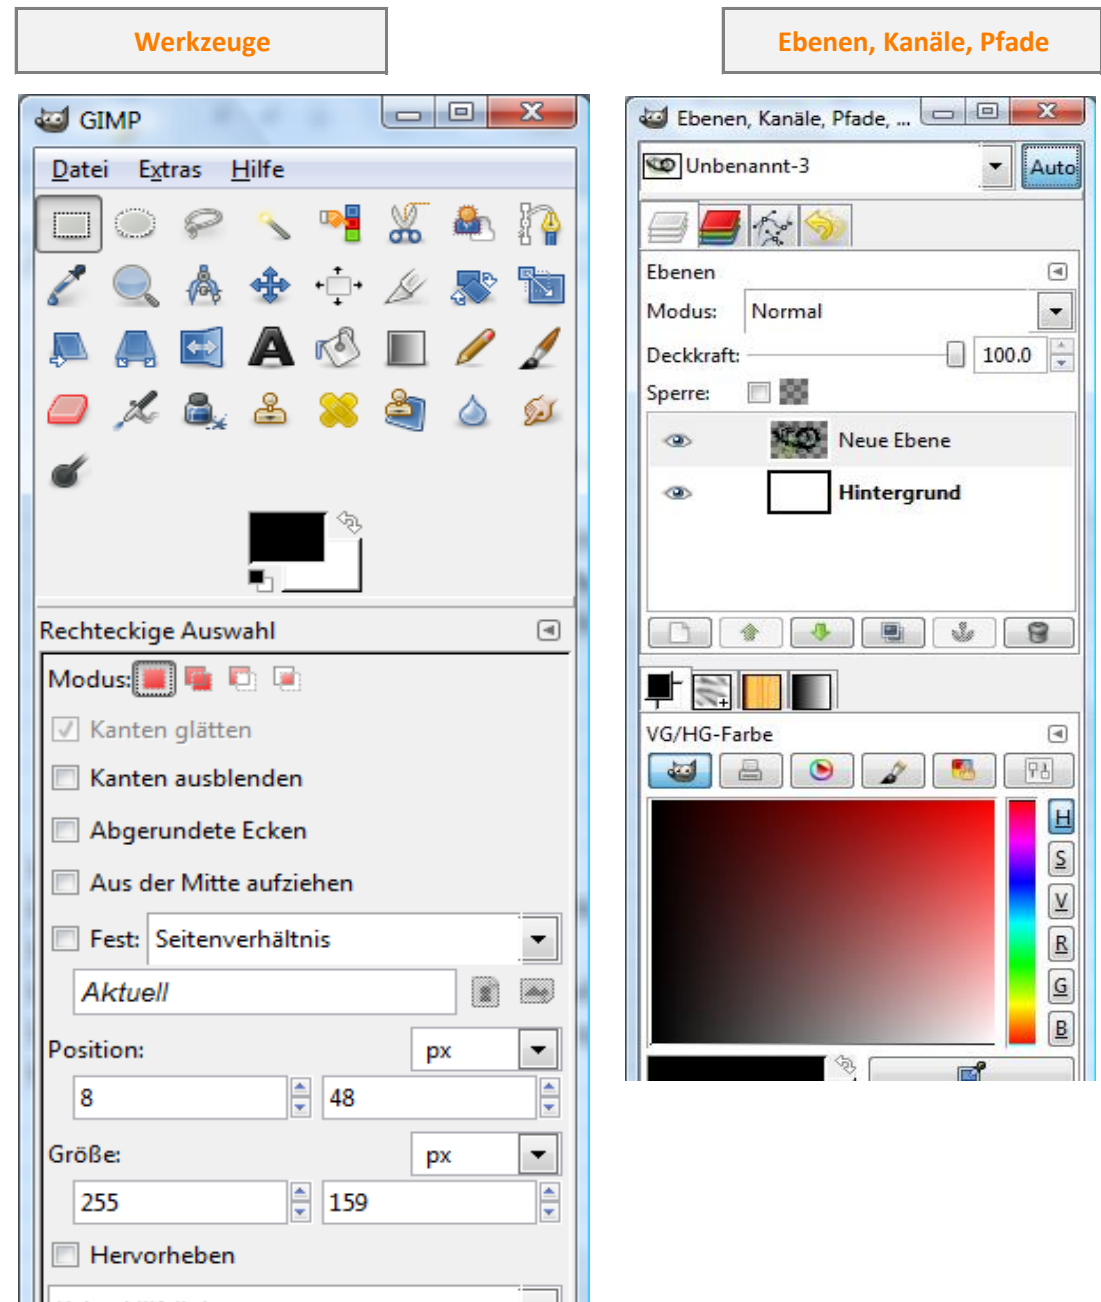 Werkzeuge
Ebenen, Kanäle, Pfade
GIMP
Datei Extras Hilfe
Rechteckige Auswahl
Modus:
Kanten glätten
Kanten ausblenden
Abgerundete Ecken
Aus der Mitte aufziehen
Fest: Seitenverhältnis
Aktuell
Position: px
8 48
Größe: px
255 159
Hervorheben
Ebenen, Kanäle, Pfade, ...
Unbenannt-3 Auto
Ebenen
Modus: Normal
Deckkraft: 100.0
Sperre:
Neue Ebene
Hintergrund
VG/HG-Farbe
H
S
V
R
G
B